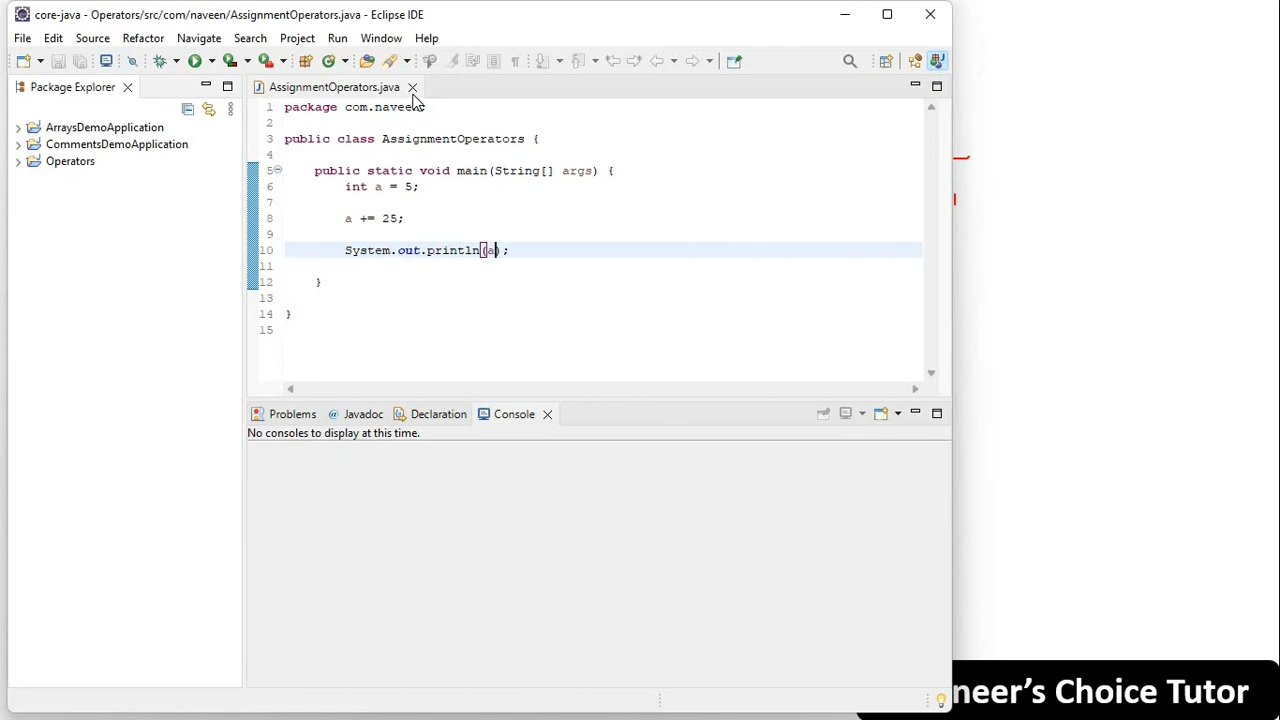 core-java - Operators/src/com/naveen/AssignmentOperators.java - Eclipse IDE
File Edit Source Refactor Navigate Search Project Run Window Help
Package Explorer
AssignmentOperators.java
ArraysDemoApplication
CommentsDemoApplication
Operators
1 package com.naveen;
2
3 public class AssignmentOperators {
4
5 public static void main(String[] args) {
6 int a = 5;
7
8 a += 25;
9
10 System.out.println(a);
11
12 }
13
14 }
15
Problems @ Javadoc Declaration Console
No consoles to display at this time.
neer's Choice Tutor